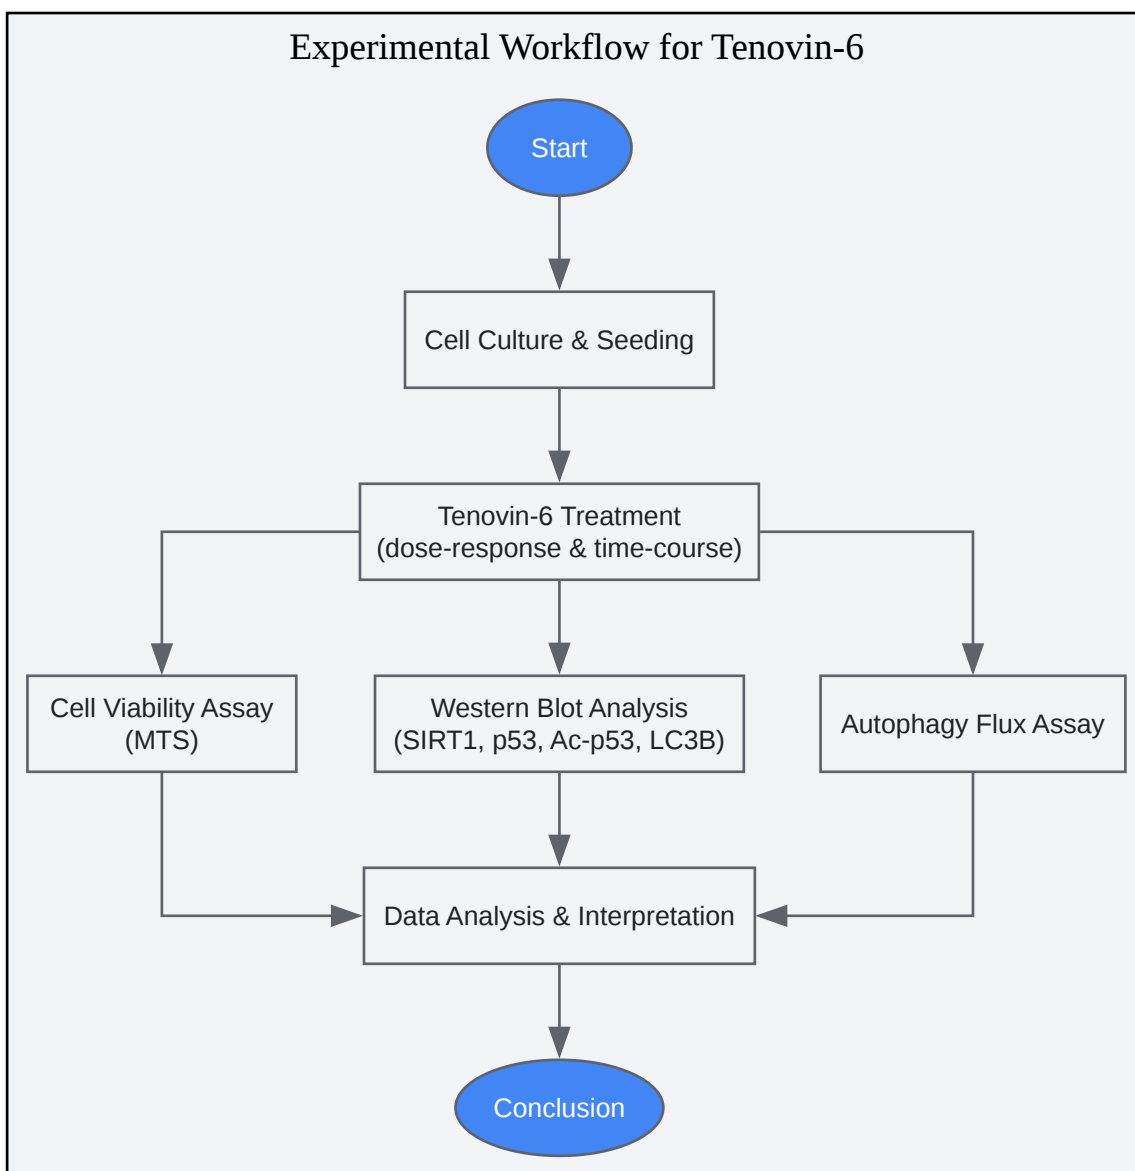 Experimental Workflow for Tenovin-6
Start
Cell Culture & Seeding
Tenovin-6 Treatment
(dose-response & time-course)
Cell Viability Assay
(MTS)
Western Blot Analysis
(SIRT1, p53, Ac-p53, LC3B)
Autophagy Flux Assay
Data Analysis & Interpretation
Conclusion